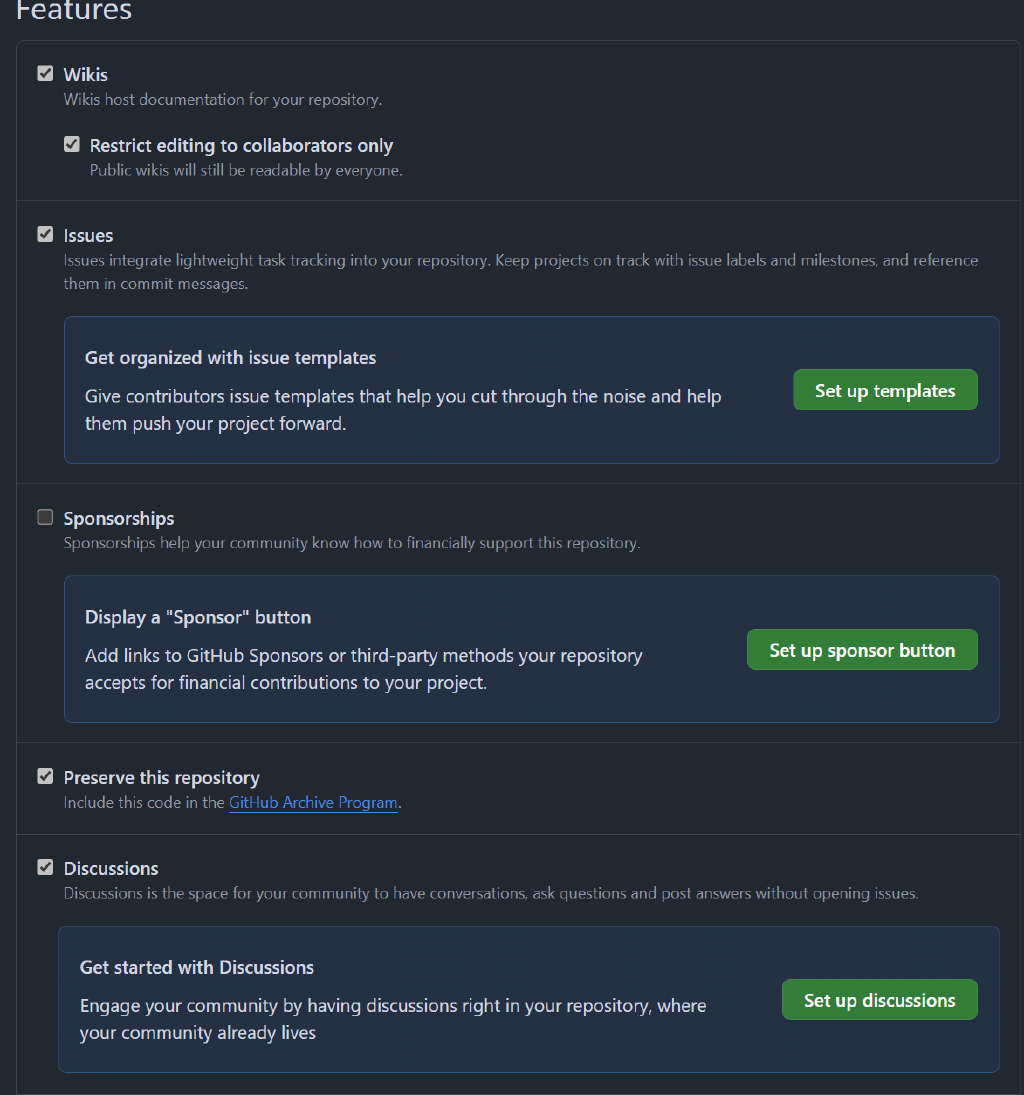 Features
Wikis
Wikis host documentation for your repository.
Restrict editing to collaborators only
Public wikis will still be readable by everyone.
Issues
Issues integrate lightweight task tracking into your repository. Keep projects on track with issue labels and milestones, and reference
them in commit messages.
Get organized with issue templates
Give contributors issue templates that help you cut through the noise and help
them push your project forward.
Set up templates
Sponsorships
Sponsorships help your community know how to financially support this repository.
Display a "Sponsor" button
Add links to GitHub Sponsors or third-party methods your repository
accepts for financial contributions to your project.
Set up sponsor button
Preserve this repository
Include this code in the GitHub Archive Program.
Discussions
Discussions is the space for your community to have conversations, ask questions and post answers without opening issues.
Get started with Discussions
Engage your community by having discussions right in your repository, where
your community already lives
Set up discussions